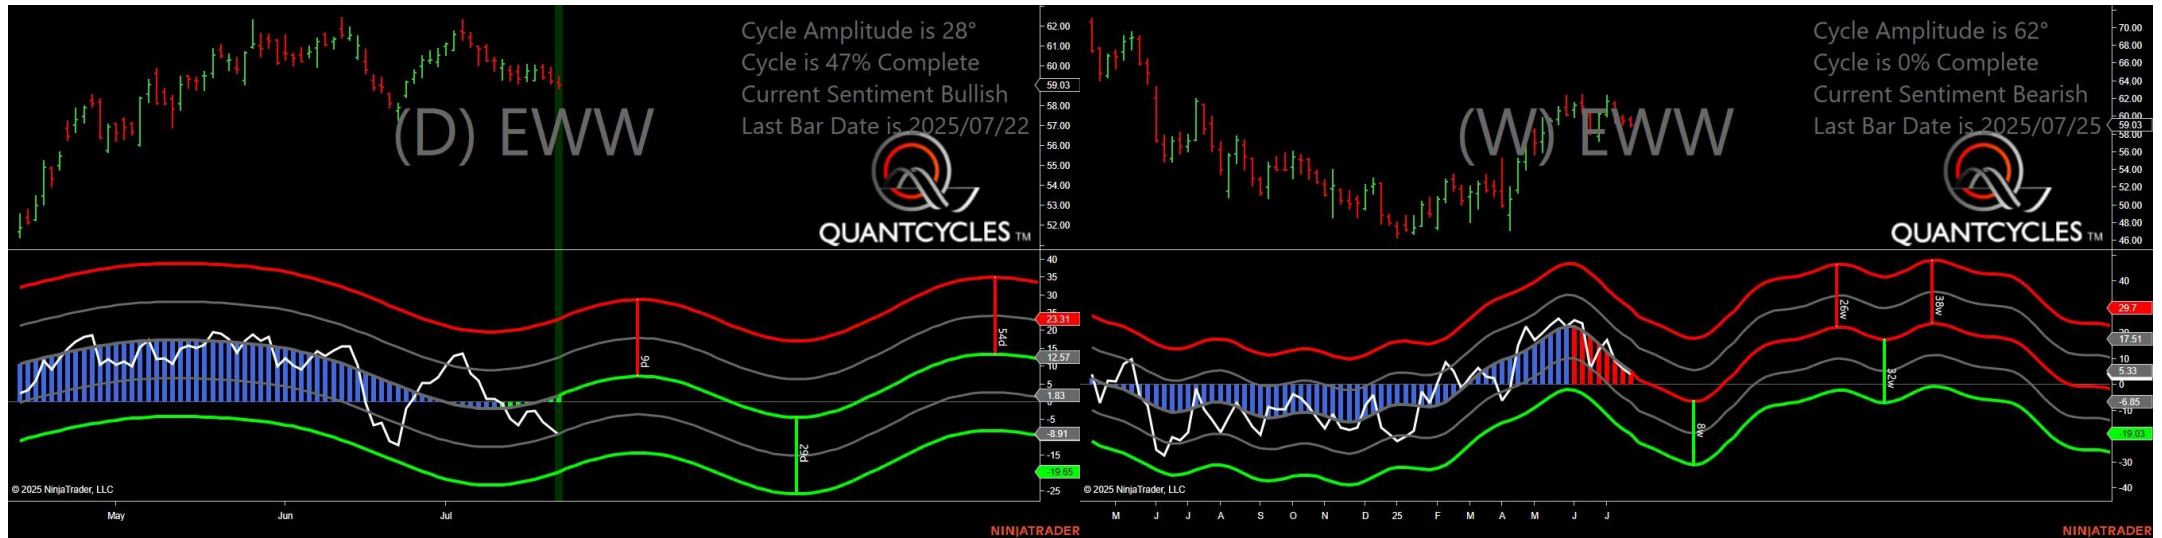 Cycle Amplitude is 28°
Cycle is 47% Complete
Current Sentiment Bullish
Last Bar Date is 2025/07/22
(D) EWW
QUANTCYCLES TM
62.00
61.00
60.00
59.03
58.00
57.00
56.00
55.00
54.00
53.00
52.00
40
35
30
25
23.31
20
15
12.57
10
5
1.83
-5
-8.91
-15
-19.65
-25
9d
29d
54d
© 2025 NinjaTrader, LLC
May Jun Jul
NINJATRADER
Cycle Amplitude is 62°
Cycle is 0% Complete
Current Sentiment Bearish
Last Bar Date is 2025/07/25
(W) EWW
QUANTCYCLES TM
70.00
68.00
66.00
64.00
62.00
60.00
59.03
58.00
56.00
54.00
52.00
50.00
48.00
46.00
40
29.7
17.51
10
5.33
0
-6.85
-10
-19.03
-30
-40
8w
26w
32w
38w
© 2025 NinjaTrader, LLC
M J J A S O N D 25 F M A M J J
NINJATRADER